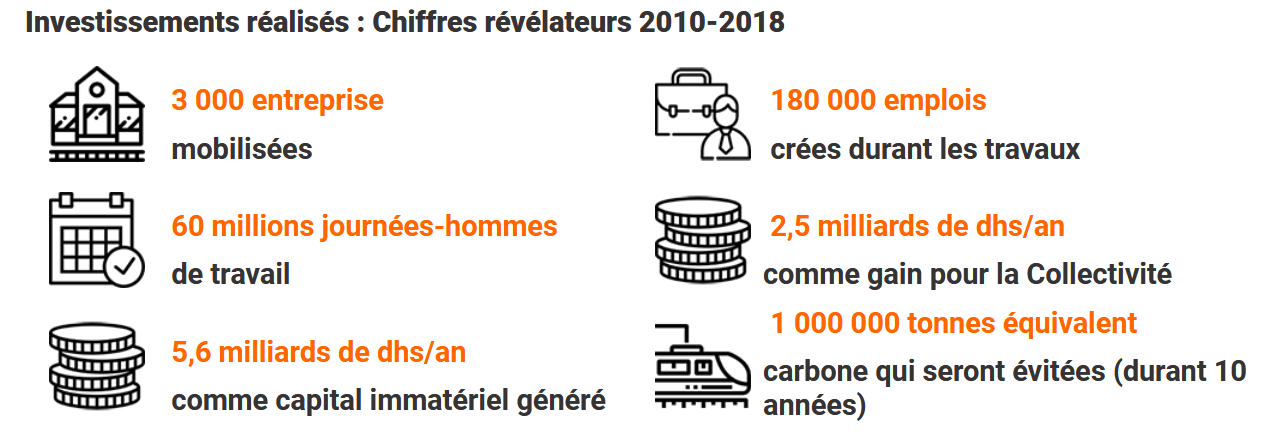 Investissements réalisés : Chiffres révélateurs 2010-2018
3 000 entreprise
mobilisées
180 000 emplois
crées durant les travaux
60 millions journées-hommes
de travail
2,5 milliards de dhs/an
comme gain pour la Collectivité
5,6 milliards de dhs/an
comme capital immatériel généré
1 000 000 tonnes équivalent
carbone qui seront évitées (durant 10
années)